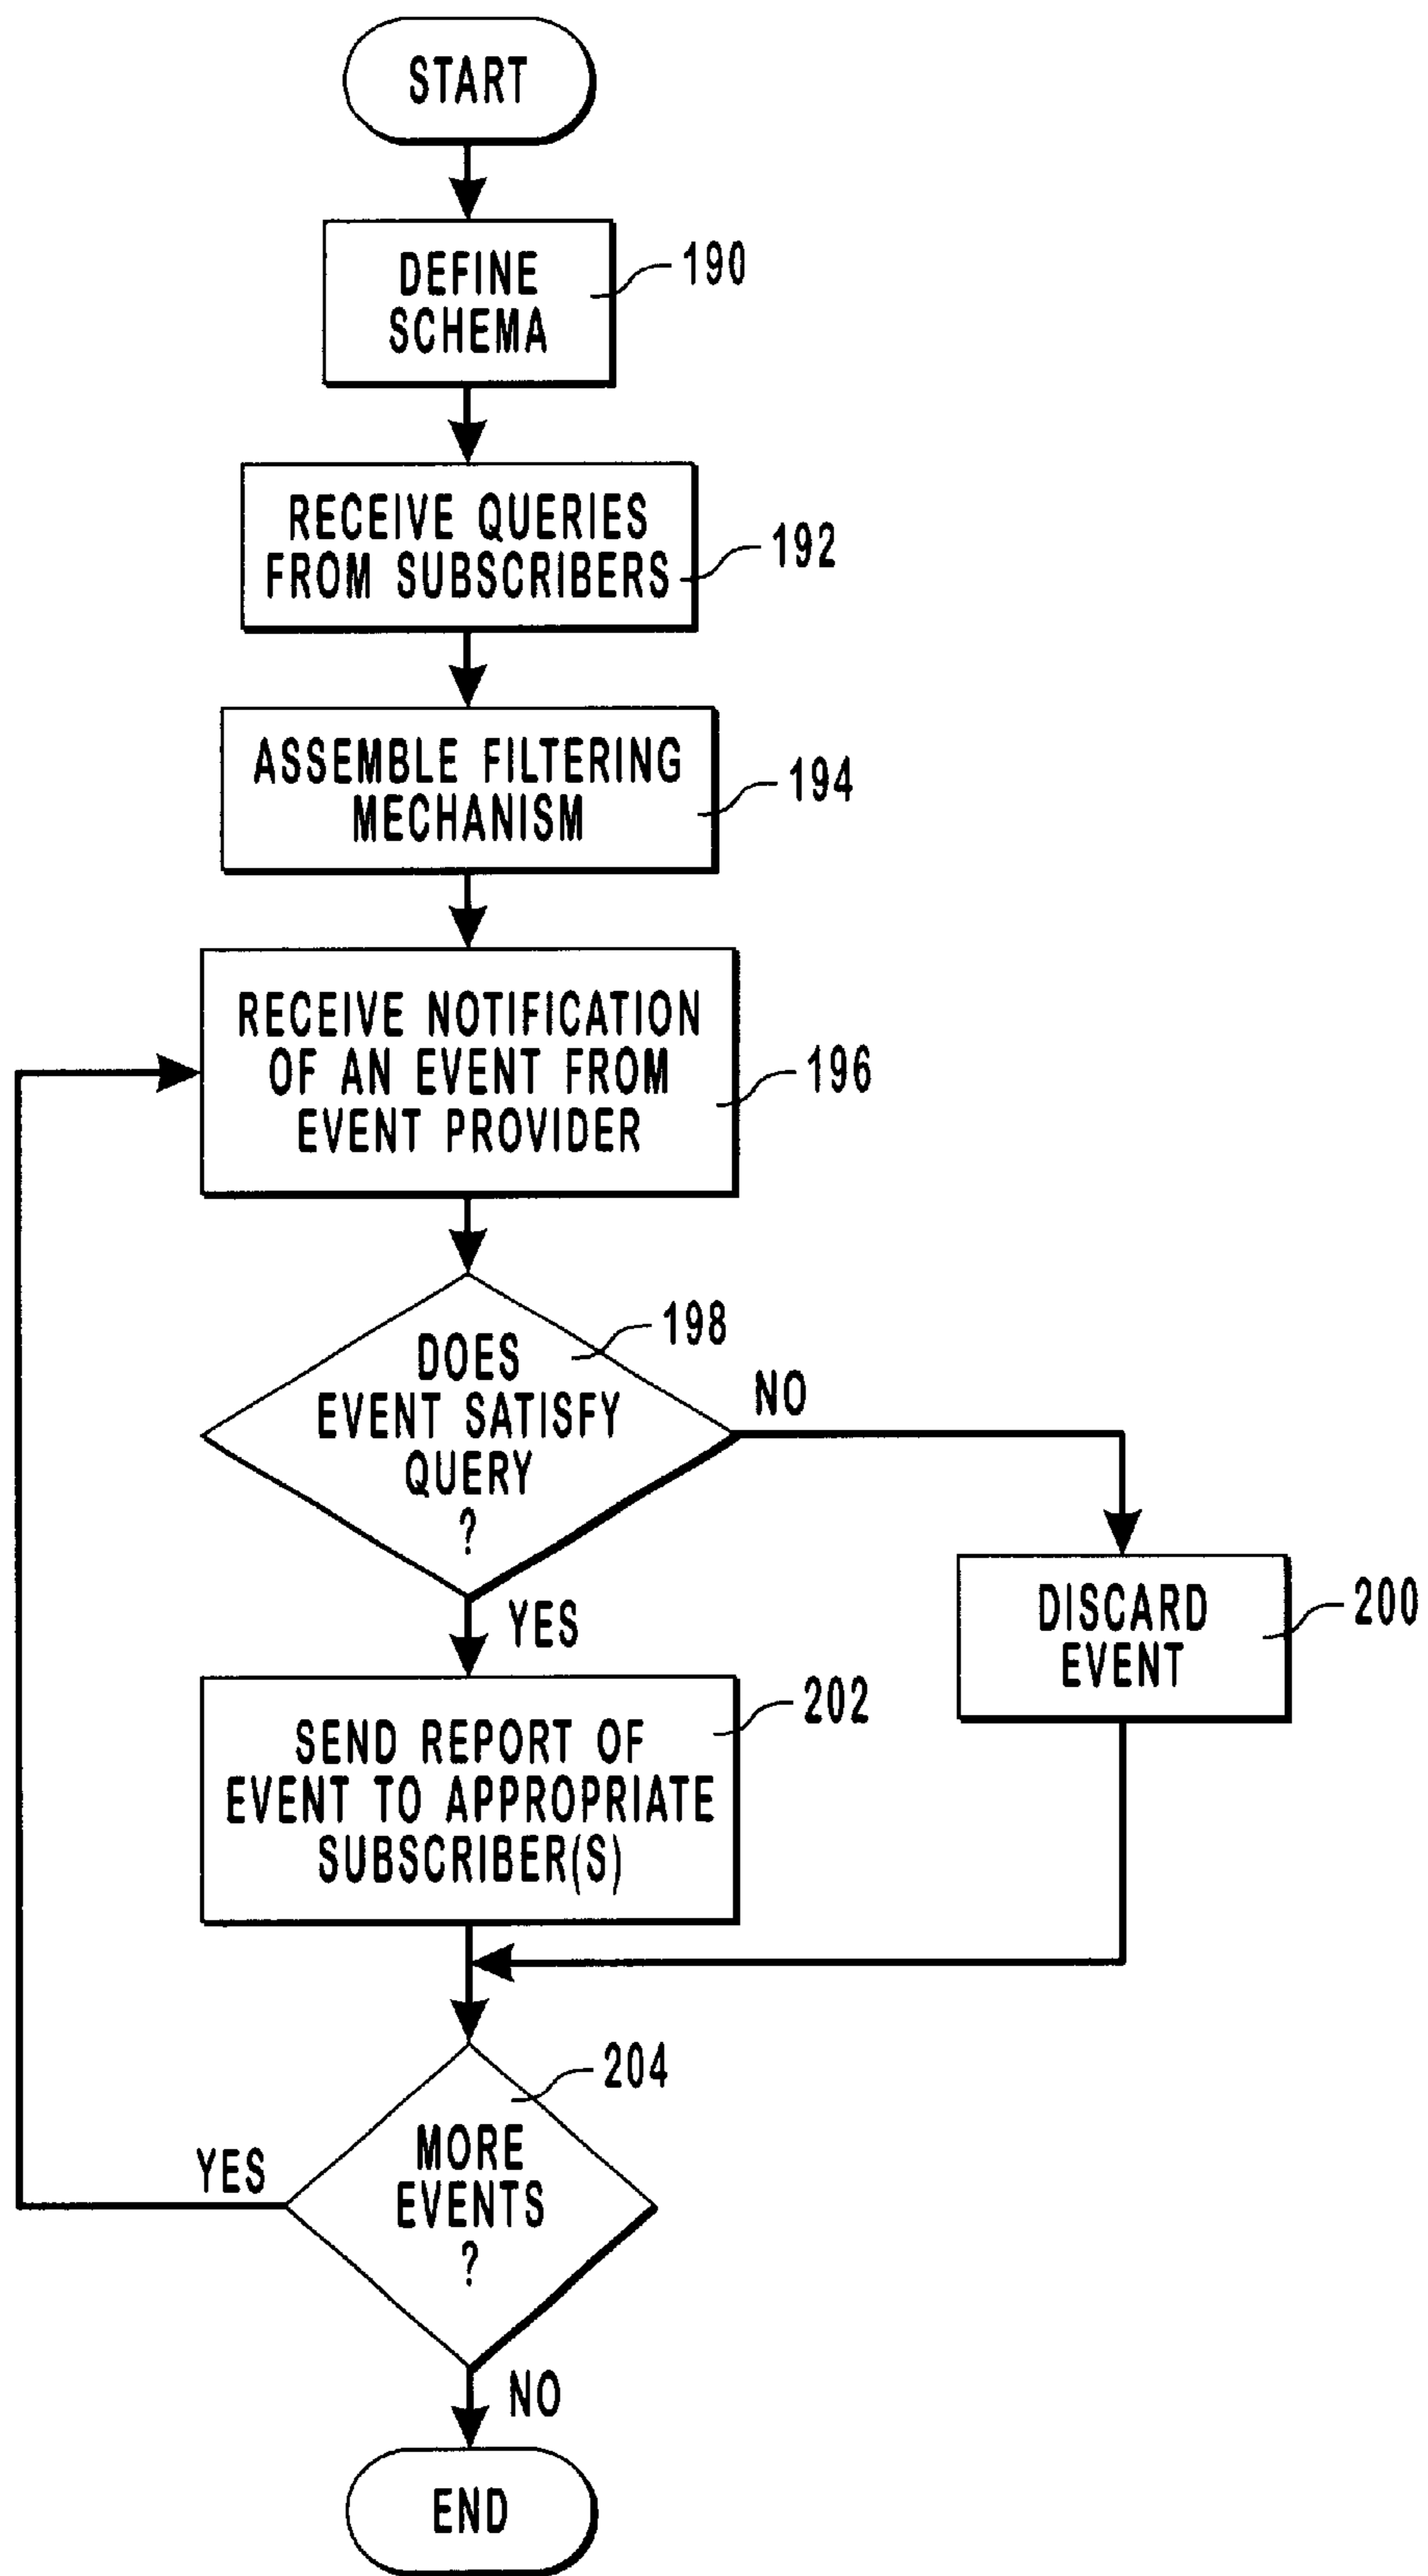 START
DEFINE
SCHEMA
190
RECEIVE QUERIES
FROM SUBSCRIBERS
192
ASSEMBLE FILTERING
MECHANISM
194
RECEIVE NOTIFICATION
OF AN EVENT FROM
EVENT PROVIDER
196
DOES
EVENT SATISFY
QUERY
?
198
NO
YES
DISCARD
EVENT
200
SEND REPORT OF
EVENT TO APPROPRIATE
SUBSCRIBER(S)
202
MORE
EVENTS
?
204
YES
NO
END